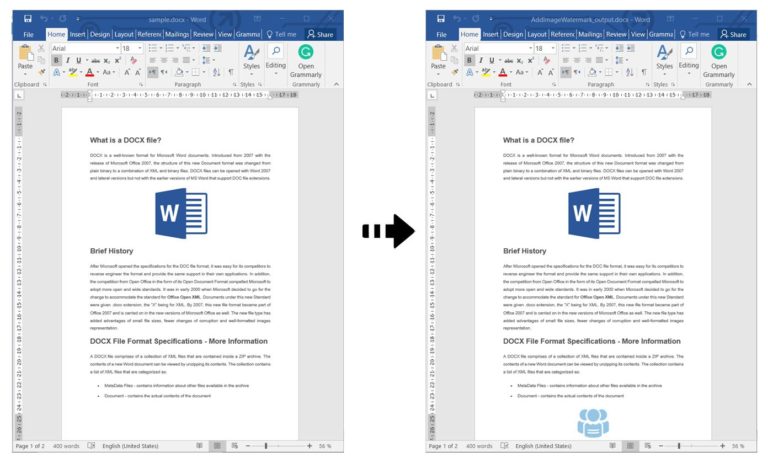 sample.docx - Word
File Home Insert Design Layout Referenc Mailings Review View Gramma Tell me Share
Arial 18
Paste
B I U abc x₂ x²
Styles Editing Open
Grammarly
Clipboard Font Paragraph Styles Grammarly
What is a DOCX file?
DOCX is a well-known format for Microsoft Word documents. Introduced from 2007 with the
release of Microsoft Office 2007, the structure of this new Document format was changed from
plain binary to a combination of XML and binary files. DOCX files can be opened with Word 2007
and lateral versions but not with the earlier versions of MS Word that support DOC file extensions.
W
Brief History
After Microsoft opened the specifications for the DOC file format, it was easy for its competitors to
reverse engineer the format and provide the same support in their own applications. In addition,
the competition from Open Office in the form of its Open Document Format compelled Microsoft to
adopt more open and wide standards. It was in early 2000 when Microsoft decided to go for the
change to accommodate the standard for Office Open XML. Documents under this new Standard
were given .docx extension, the "X" being for XML. By 2007, this new file format became part of
Office 2007 and is carried on in the new versions of Microsoft Office as well. The new file type has
added advantages of small file sizes, fewer changes of corruption and well-formatted images
representation.
DOCX File Format Specifications - More Information
A DOCX file comprises of a collection of XML files that are contained inside a ZIP archive. The
contents of a new Word document can be viewed by unzipping its contents. The collection contains
a list of XML files that are categorized as:
MetaData Files - contains information about other files available in the archive
Document - contains the actual contents of the document
Page 1 of 2 400 words English (United States) 56 %
AddImageWatermark_output.docx - Word
File Home Insert Design Layout Referenc Mailings Review View Gramma Tell me Share
Arial 18
Paste
B I U abc x₂ x²
Styles Editing Open
Grammarly
Clipboard Font Paragraph Styles Grammarly
What is a DOCX file?
DOCX is a well-known format for Microsoft Word documents. Introduced from 2007 with the
release of Microsoft Office 2007, the structure of this new Document format was changed from
plain binary to a combination of XML and binary files. DOCX files can be opened with Word 2007
and lateral versions but not with the earlier versions of MS Word that support DOC file extensions.
W
Brief History
After Microsoft opened the specifications for the DOC file format, it was easy for its competitors to
reverse engineer the format and provide the same support in their own applications. In addition,
the competition from Open Office in the form of its Open Document Format compelled Microsoft to
adopt more open and wide standards. It was in early 2000 when Microsoft decided to go for the
change to accommodate the standard for Office Open XML. Documents under this new Standard
were given .docx extension, the "X" being for XML. By 2007, this new file format became part of
Office 2007 and is carried on in the new versions of Microsoft Office as well. The new file type has
added advantages of small file sizes, fewer changes of corruption and well-formatted images
representation.
DOCX File Format Specifications - More Information
A DOCX file comprises of a collection of XML files that are contained inside a ZIP archive. The
contents of a new Word document can be viewed by unzipping its contents. The collection contains
a list of XML files that are categorized as:
MetaData Files - contains information about other files available in the archive
Document - contains the actual contents of the document
Page 1 of 2 400 words English (United States) 56 %